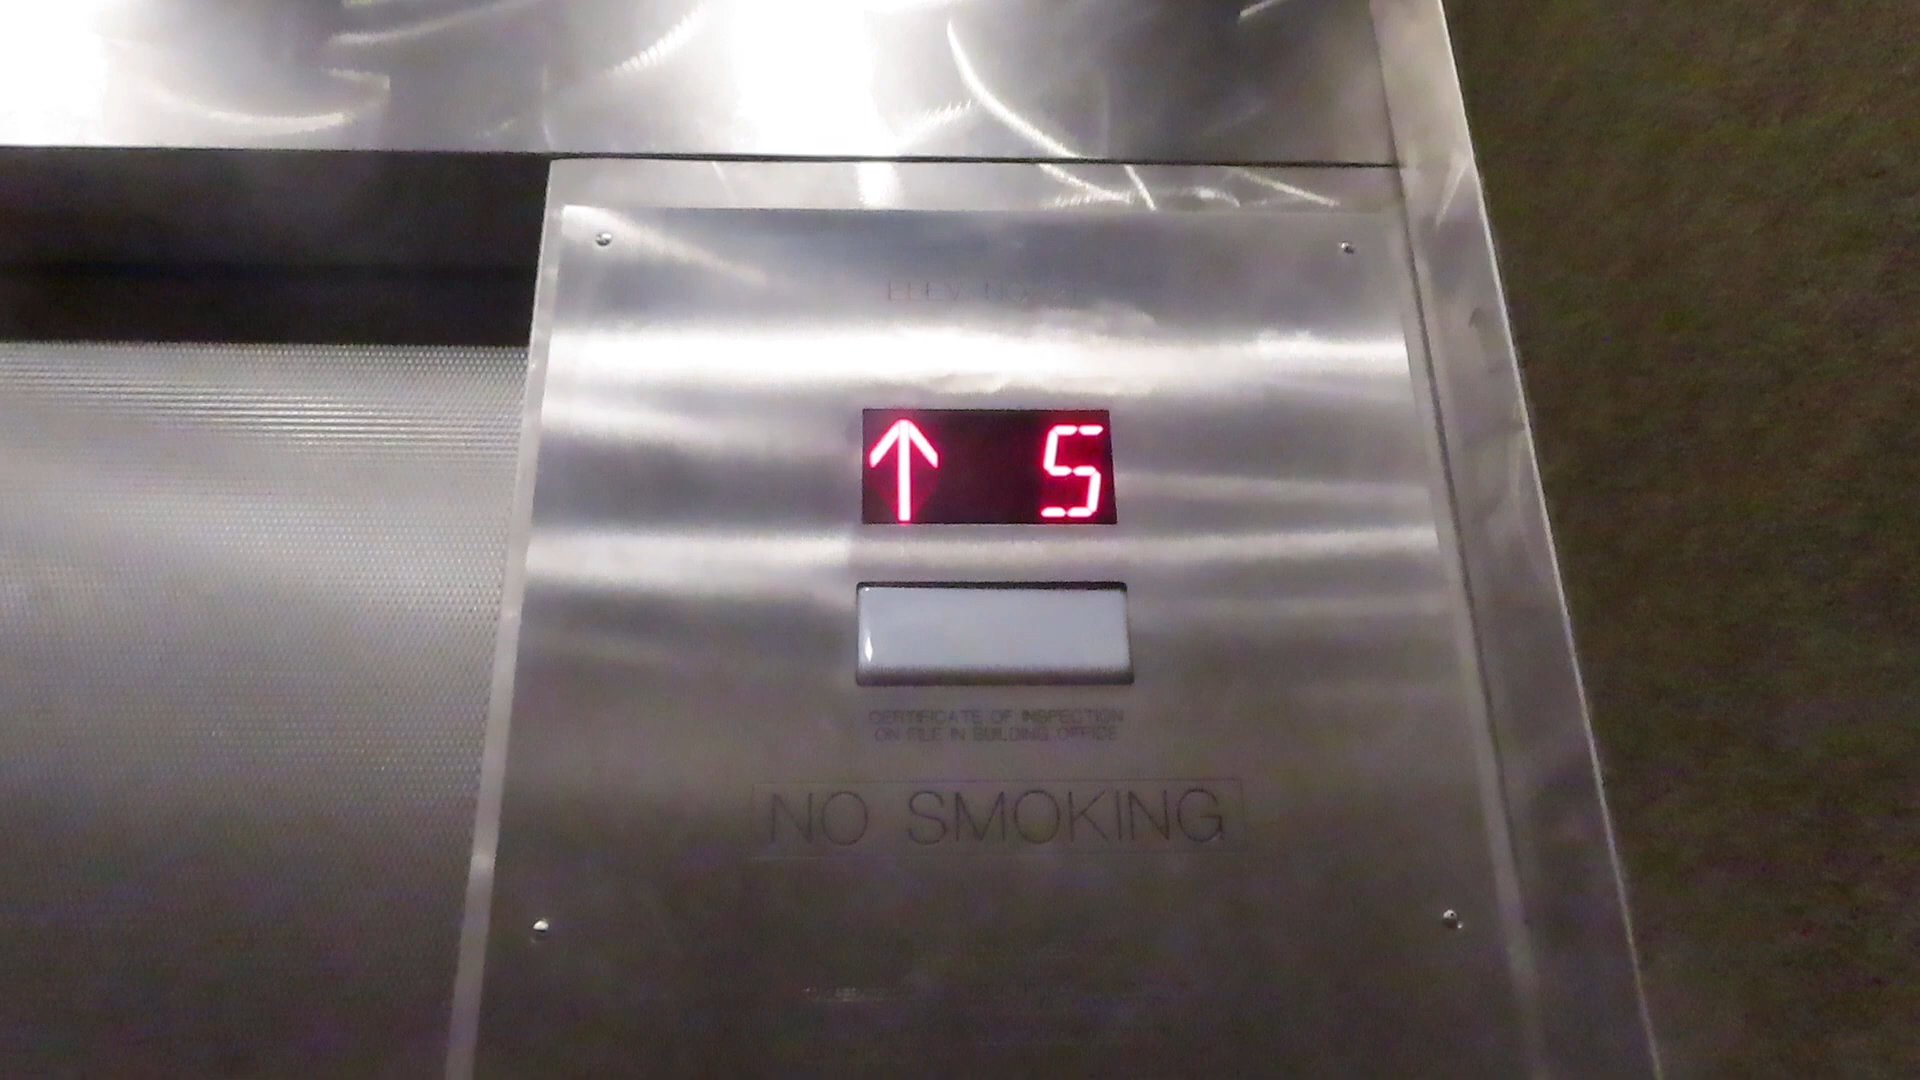 ↑ 5
CERTIFICATE OF INSPECTION
ON FILE IN BUILDING OFFICE
NO SMOKING